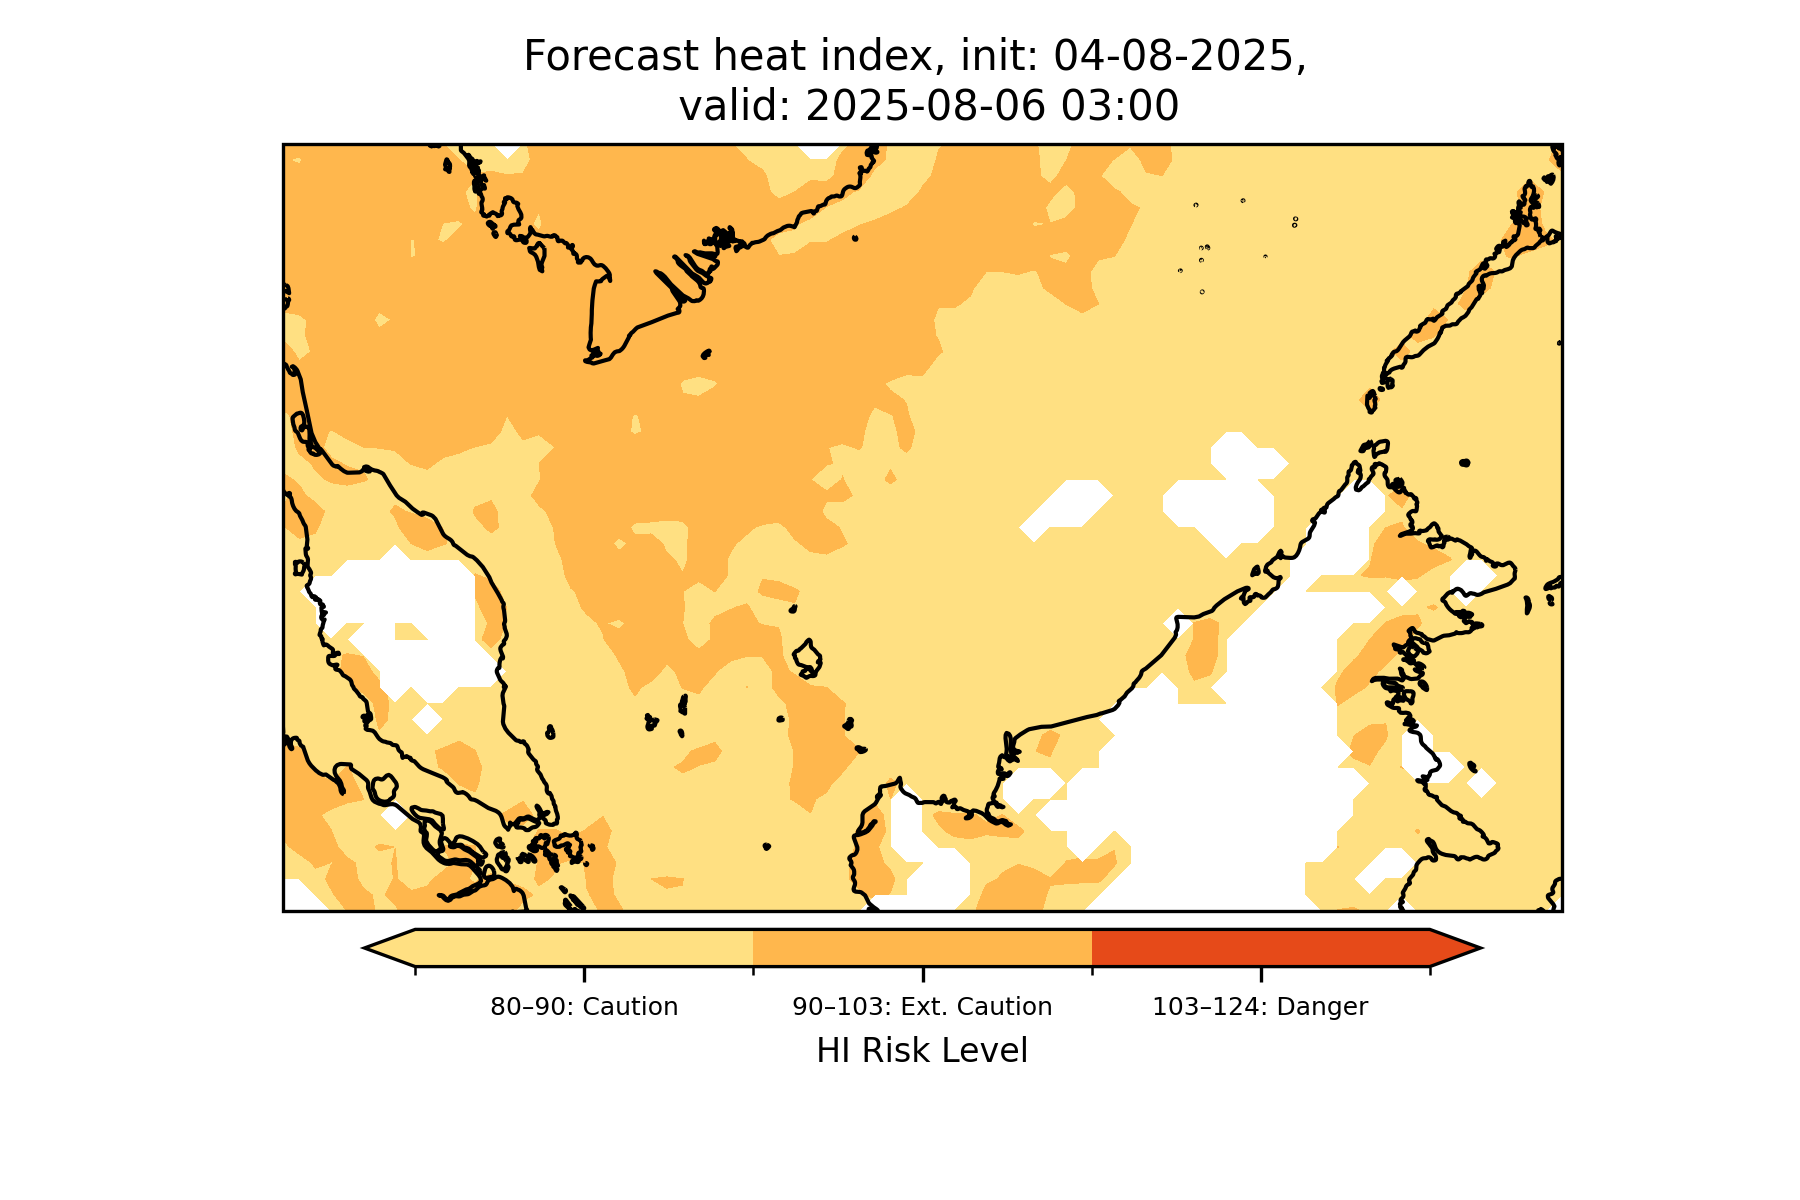 Forecast heat index, init: 04-08-2025,
valid: 2025-08-06 03:00
80–90: Caution
90–103: Ext. Caution
103–124: Danger
HI Risk Level